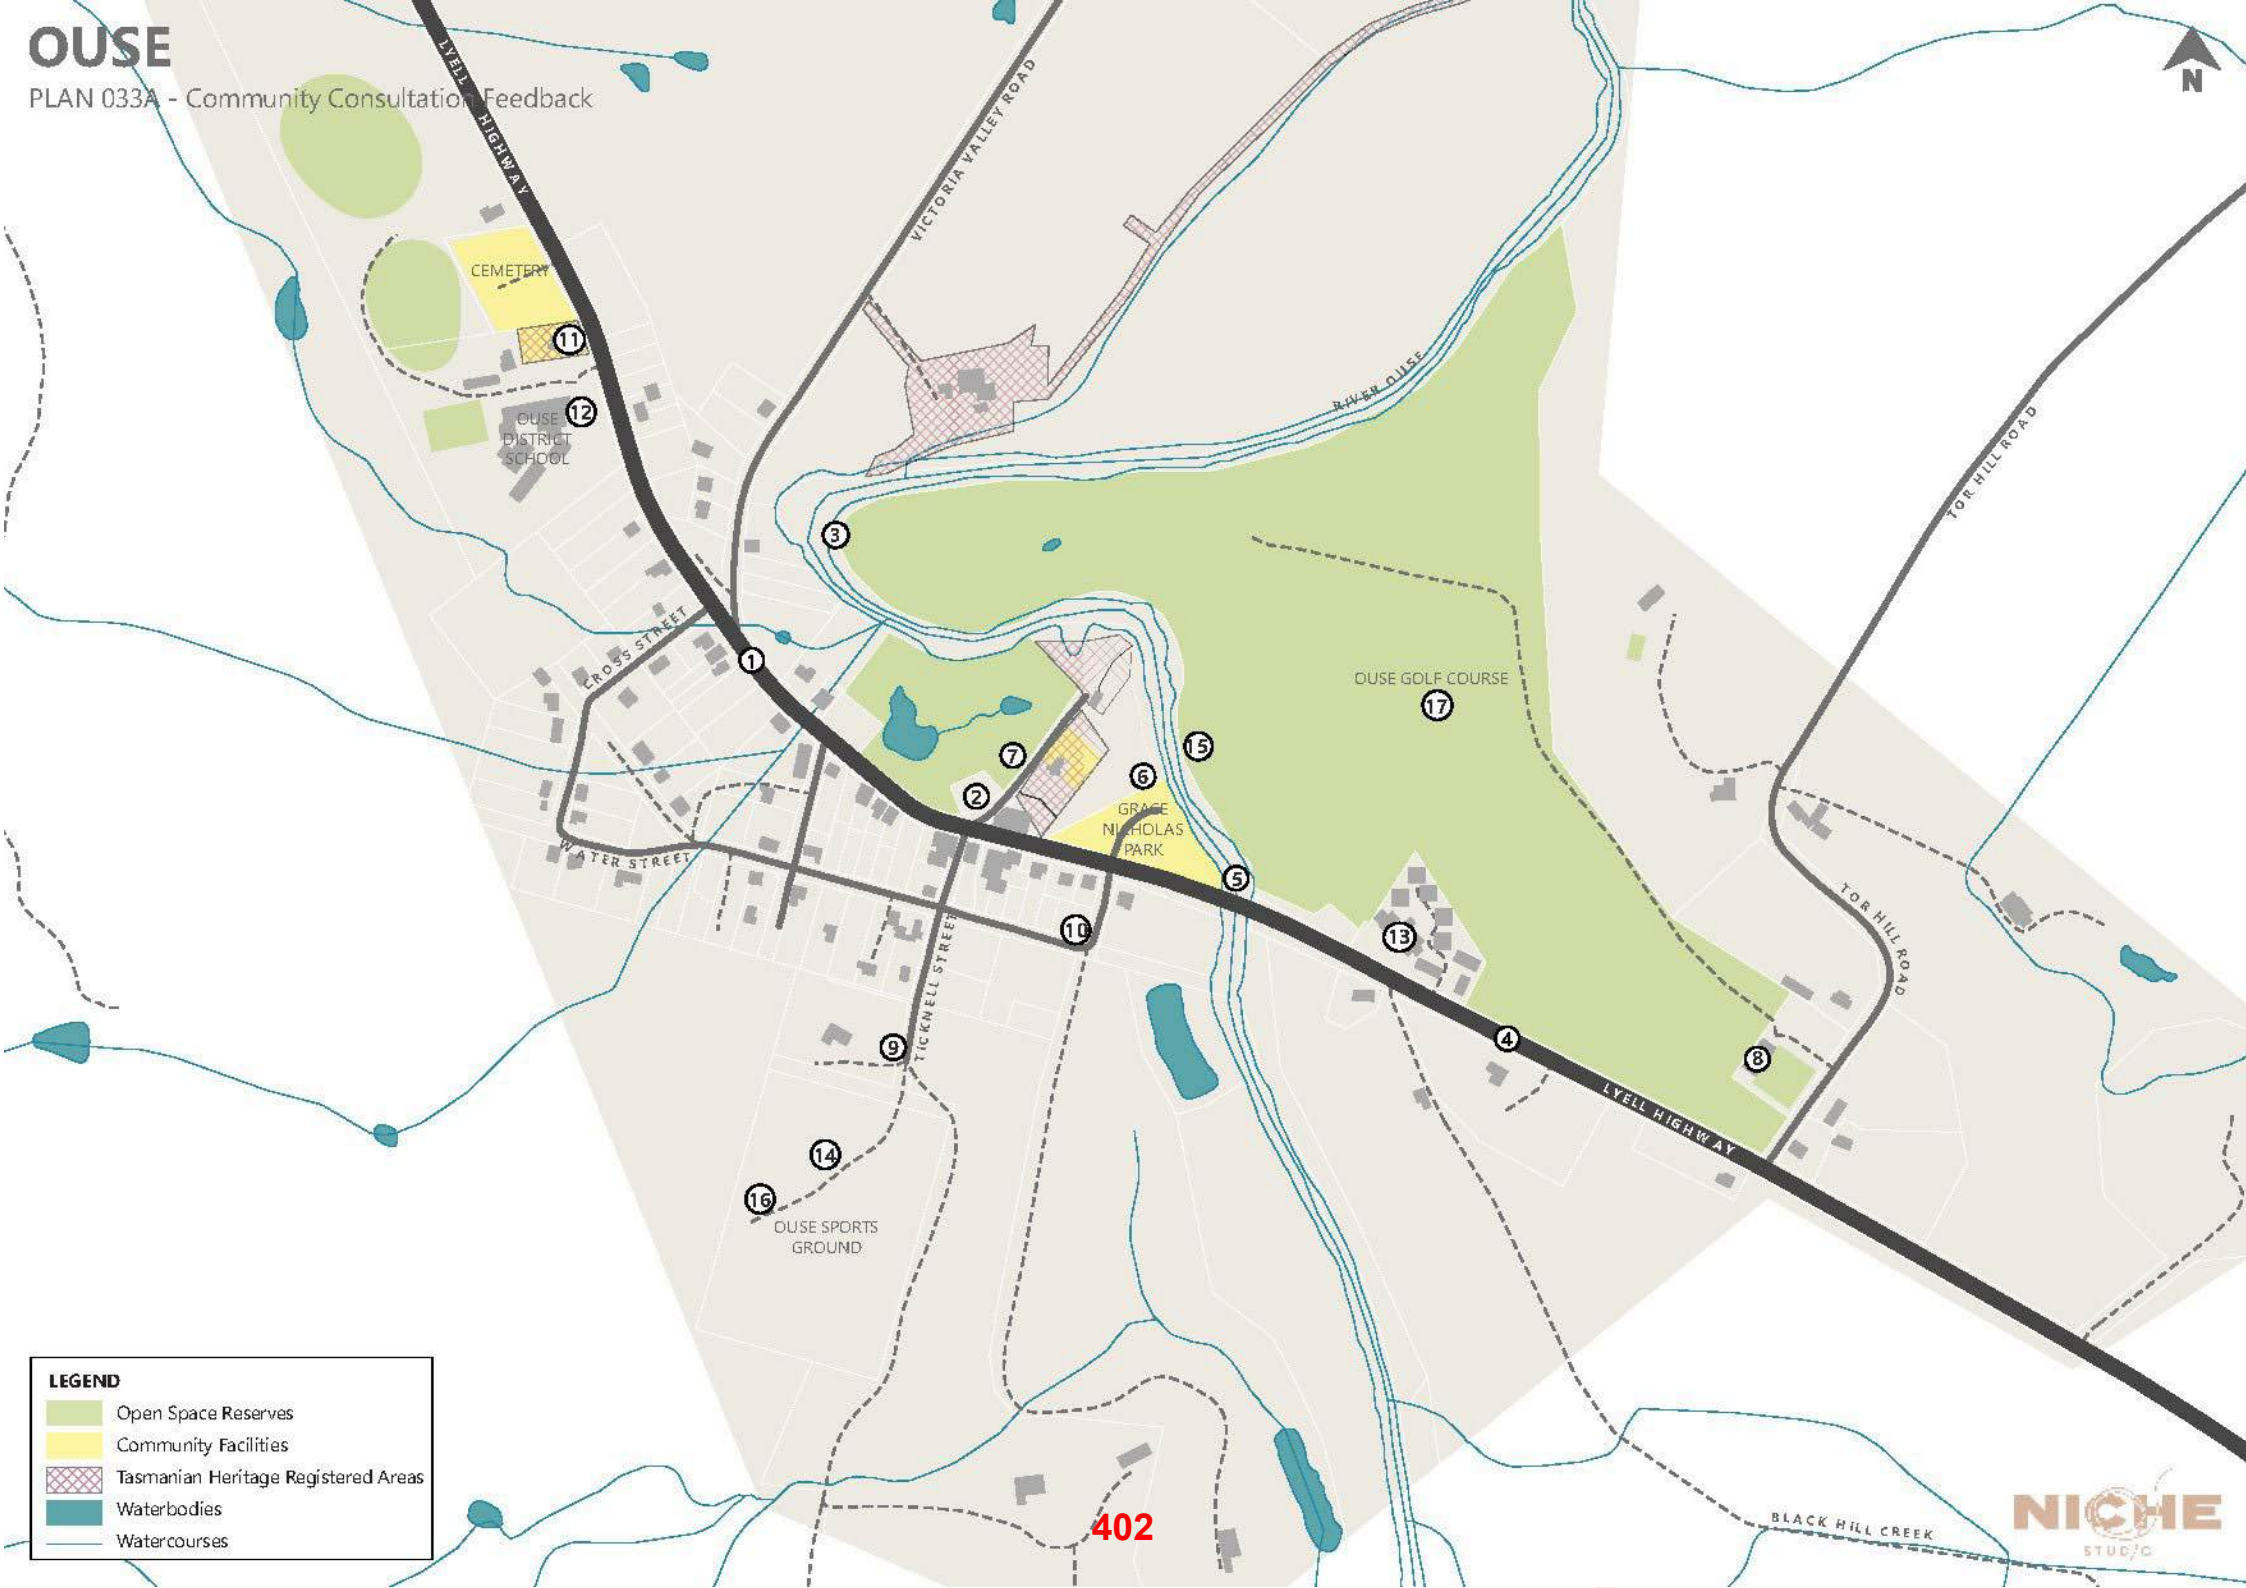 OUSE
PLAN 033A - Community Consultation Feedback
N
LYELL HIGHWAY
VICTORIA VALLEY ROAD
CEMETERY
11
12
OUSE
DISTRICT
SCHOOL
RIVER OUSE
TOR HILL ROAD
3
CROSS STREET
1
OUSE GOLF COURSE
17
7
15
6
2
GRACE
NICHOLAS
PARK
WATER STREET
5
10
13
TOR HILL ROAD
TICKNELL STREET
9
4
8
LYELL HIGHWAY
14
16
OUSE SPORTS
GROUND
LEGEND
Open Space Reserves
Community Facilities
Tasmanian Heritage Registered Areas
Waterbodies
Watercourses
402
BLACK HILL CREEK
NICHE
STUDIO